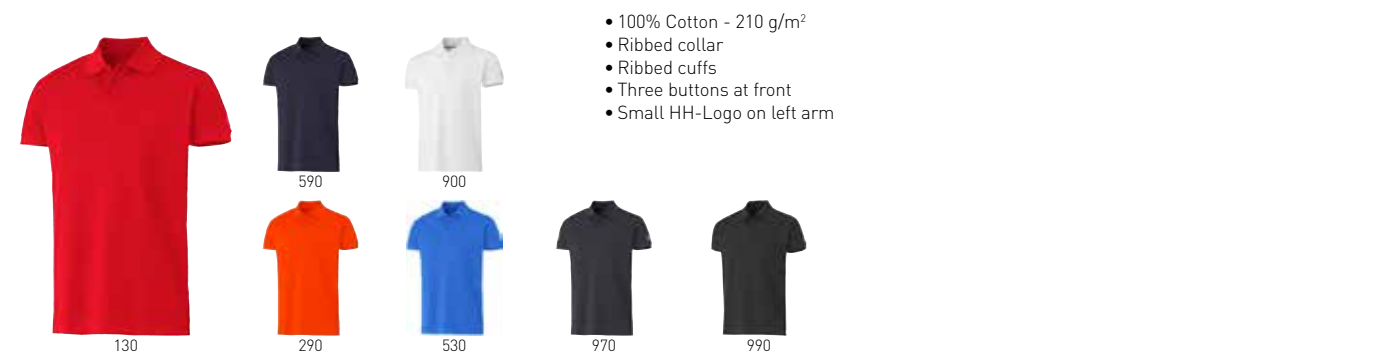 • 100% Cotton - 210 g/m²
• Ribbed collar
• Ribbed cuffs
• Three buttons at front
• Small HH-Logo on left arm
590
900
130
290
530
970
990